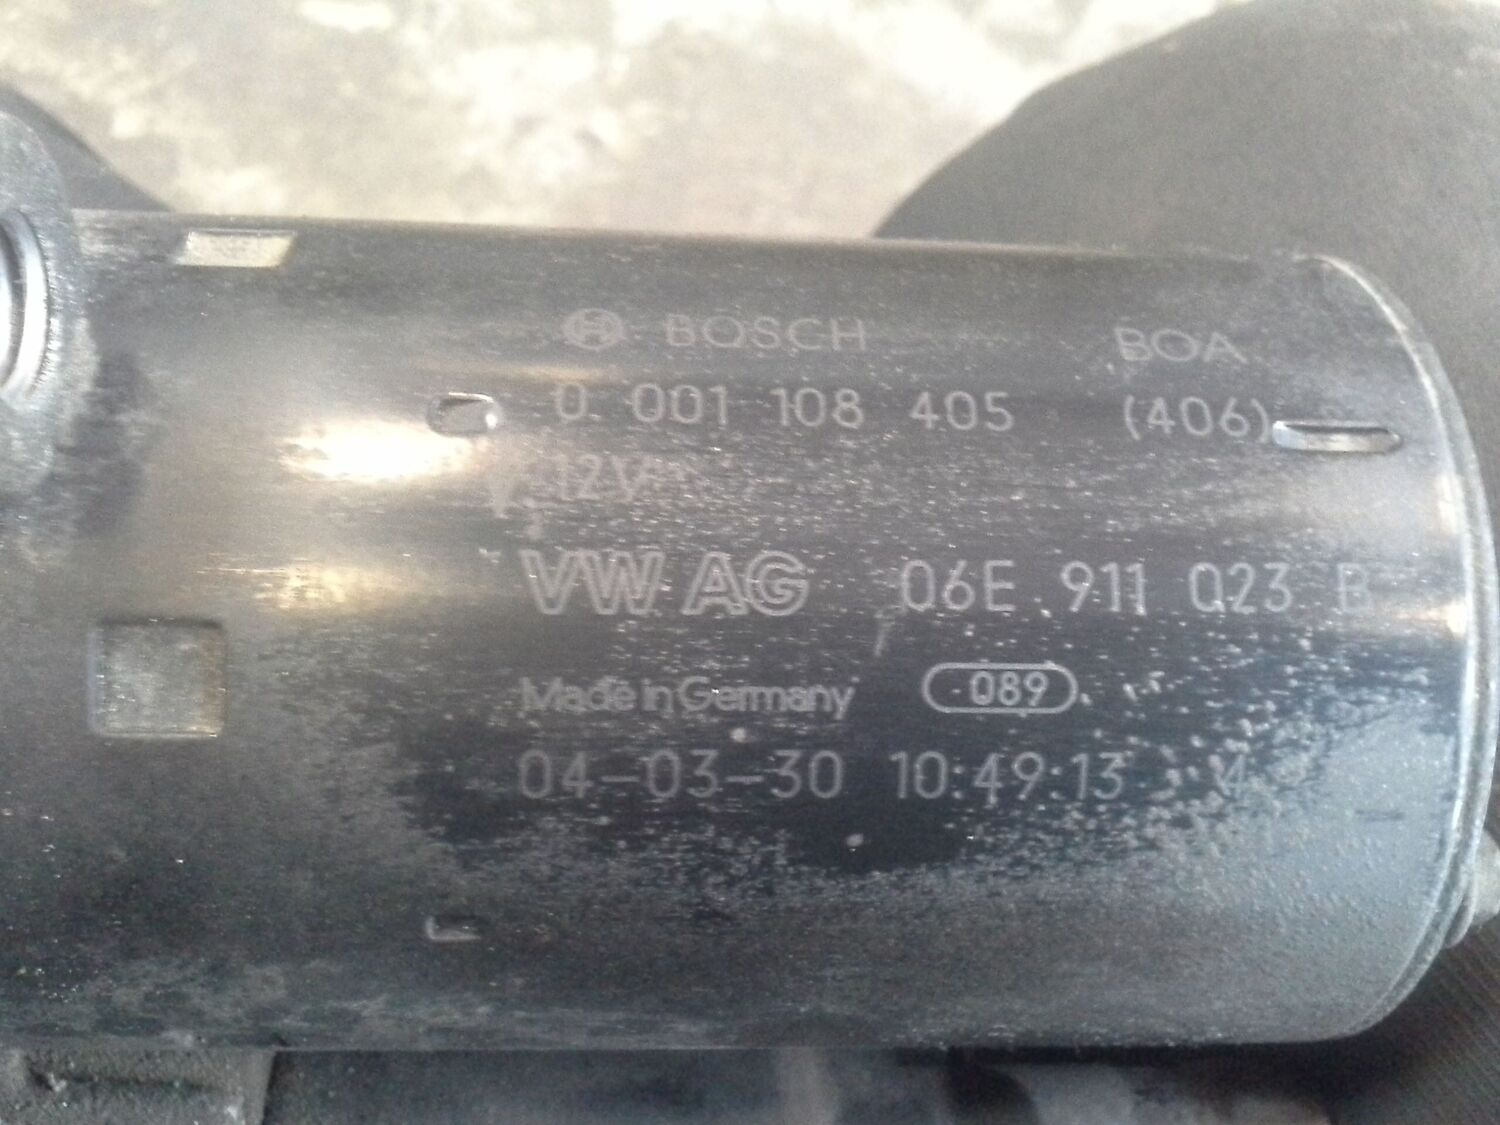 BOSCH BOA
0 001 108 405 (406)
12V
VW AG 06E 911 023 B
Made in Germany 089
04-03-30 10:49:13 4